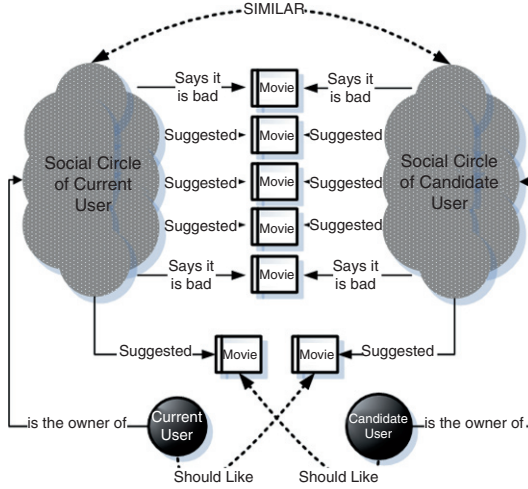 SIMILAR
Says it
is bad
Movie
Says it
is bad
Suggested
Movie
Suggested
Social Circle
of Current
User
Suggested
Movie
Suggested
Social Circle
of Candidate
User
Suggested
Movie
Suggested
Says it
is bad
Movie
Says it
is bad
Suggested
Movie
Movie
Suggested
is the owner of
Current
User
Candidate
User
is the owner of
Should Like
Should Like